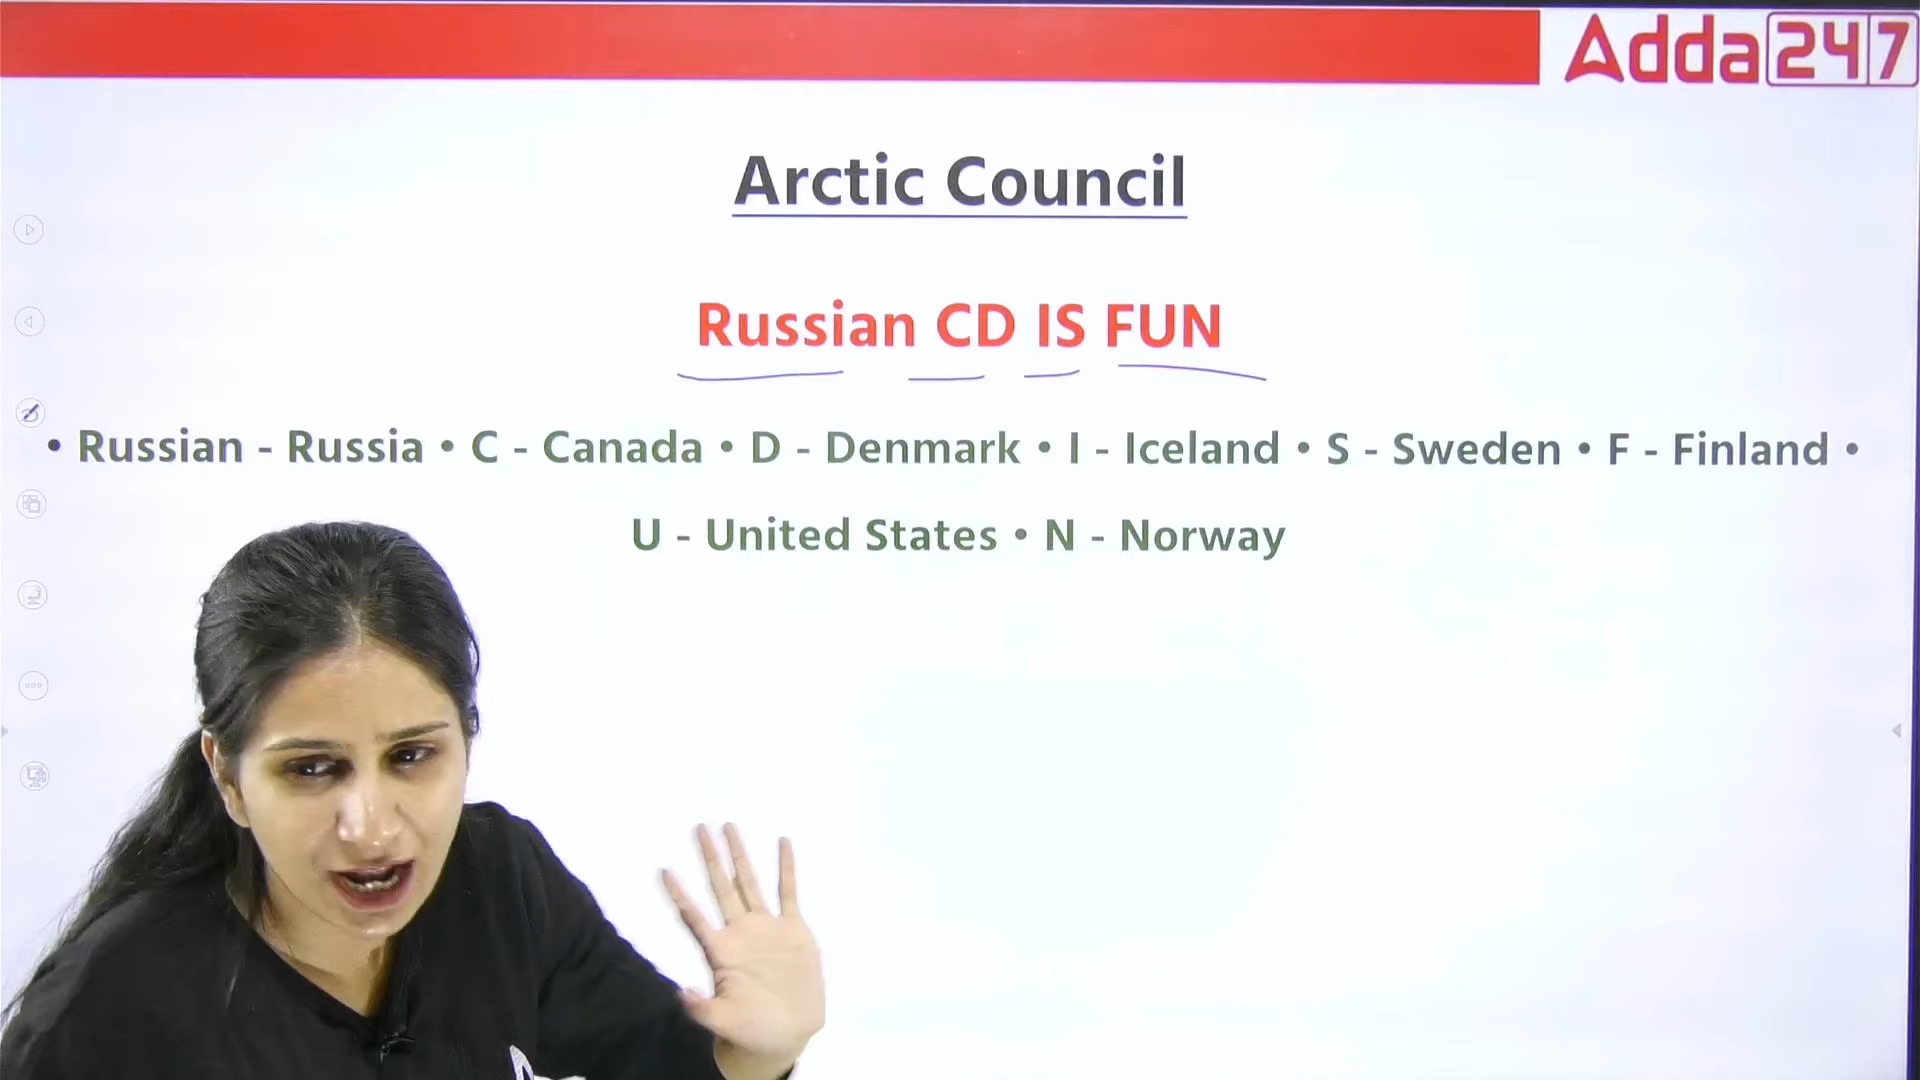 Adda247
Arctic Council
Russian CD IS FUN
• Russian - Russia • C - Canada • D - Denmark • I - Iceland • S - Sweden • F - Finland •
U - United States • N - Norway